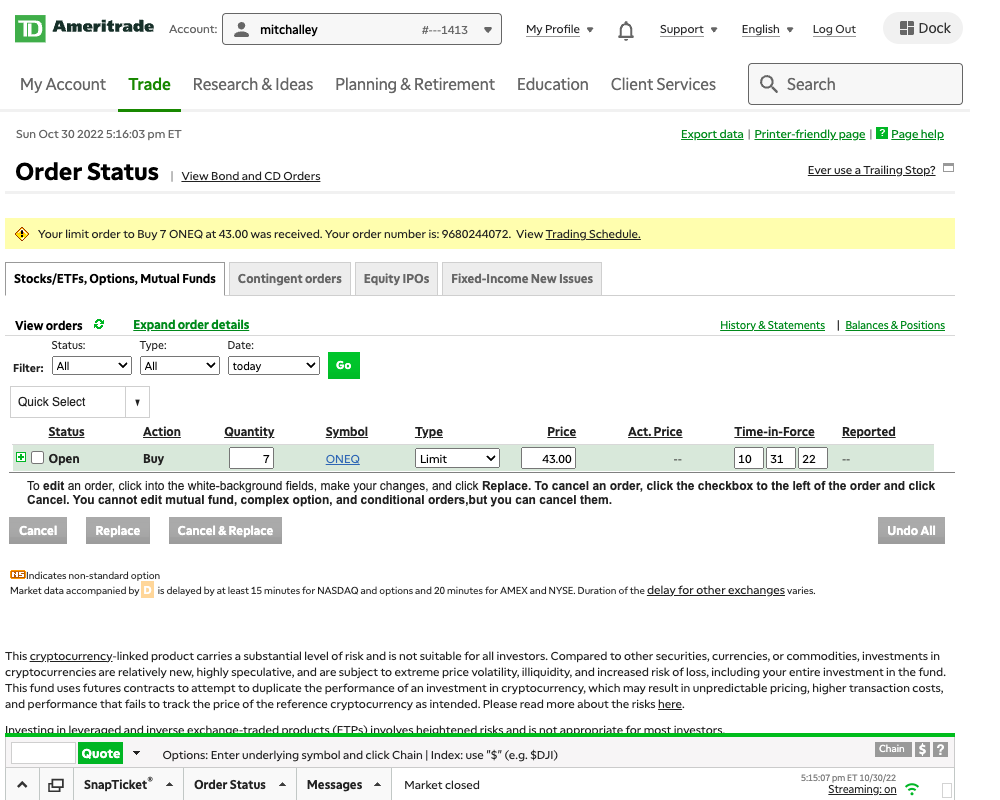 TD Ameritrade Account: mitchalley #---1413 My Profile Support English Log Out Dock
My Account Trade Research & Ideas Planning & Retirement Education Client Services Search
Sun Oct 30 2022 5:16:03 pm ET Export data | Printer-friendly page | ? Page help
Order Status | View Bond and CD Orders Ever use a Trailing Stop?
Your limit order to Buy 7 ONEQ at 43.00 was received. Your order number is: 9680244072. View Trading Schedule.
Stocks/ETFs, Options, Mutual Funds Contingent orders Equity IPOs Fixed-Income New Issues
View orders Expand order details History & Statements | Balances & Positions
Status: Type: Date:
Filter: All All today Go
Quick Select
Status Action Quantity Symbol Type Price Act. Price Time-in-Force Reported
Open Buy 7 ONEQ Limit 43.00 -- 10 31 22 --
To edit an order, click into the white-background fields, make your changes, and click Replace. To cancel an order, click the checkbox to the left of the order and click
Cancel. You cannot edit mutual fund, complex option, and conditional orders,but you can cancel them.
Cancel Replace Cancel & Replace Undo All
NS Indicates non-standard option
Market data accompanied by D is delayed by at least 15 minutes for NASDAQ and options and 20 minutes for AMEX and NYSE. Duration of the delay for other exchanges varies.
This cryptocurrency-linked product carries a substantial level of risk and is not suitable for all investors. Compared to other securities, currencies, or commodities, investments in
cryptocurrencies are relatively new, highly speculative, and are subject to extreme price volatility, illiquidity, and increased risk of loss, including your entire investment in the fund.
This fund uses futures contracts to attempt to duplicate the performance of an investment in cryptocurrency, which may result in unpredictable pricing, higher transaction costs,
and performance that fails to track the price of the reference cryptocurrency as intended. Please read more about the risks here.
Investing in leveraged and inverse exchange-traded products (ETPs) involves heightened risks and is not appropriate for most investors.
Quote Options: Enter underlying symbol and click Chain | Index: use "$" (e.g. $DJI) Chain $ ?
SnapTicket® Order Status Messages Market closed 5:15:07 pm ET 10/30/22
Streaming: on